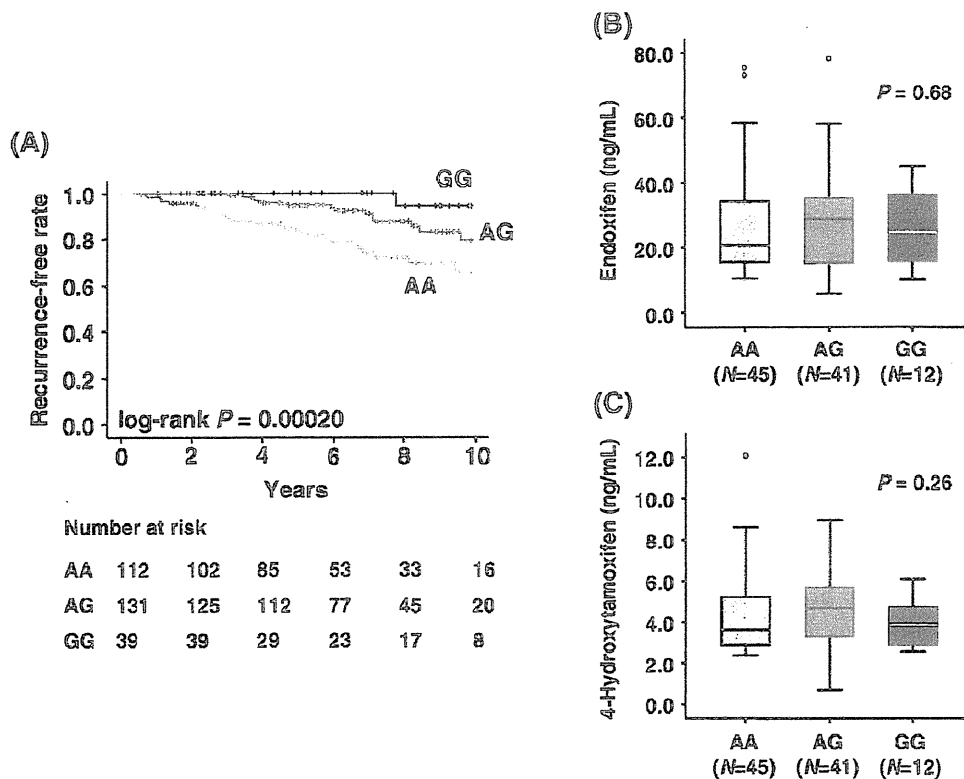 (A)
Recurrence-free rate
1.0
0.8
0.6
0.4
0.2
0.0
GG
AG
AA
log-rank P = 0.00020
0 2 4 6 8 10
Years
Number at risk
AA 112 102 85 53 33 16
AG 131 125 112 77 45 20
GG 39 39 29 23 17 8
(B)
Endoxifen (ng/mL)
80.0
60.0
40.0
20.0
0.0
P = 0.68
AA AG GG
(N=45) (N=41) (N=12)
(C)
4-Hydroxytamoxifen (ng/mL)
12.0
10.0
8.0
6.0
4.0
2.0
0.0
P = 0.26
AA AG GG
(N=45) (N=41) (N=12)